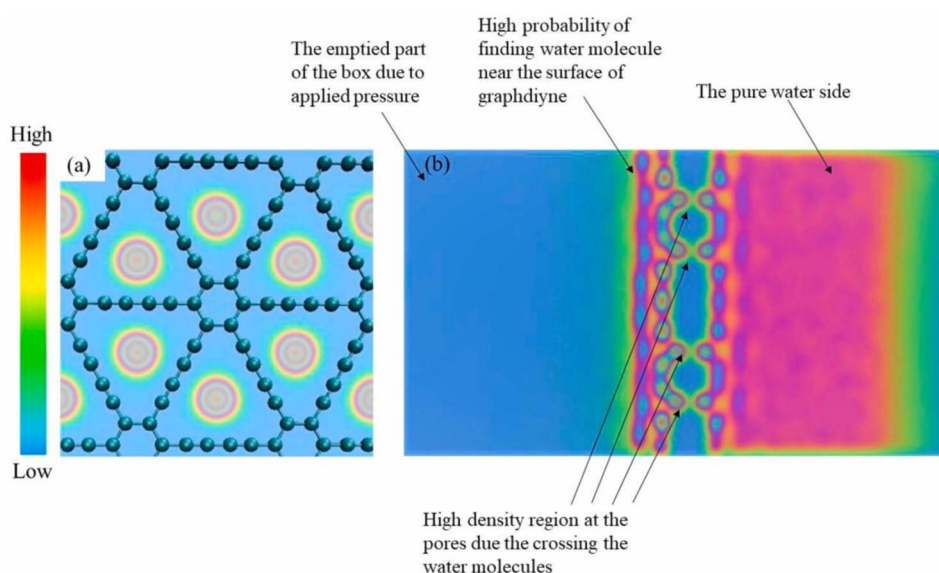 The emptied part
of the box due to
applied pressure
High probability of
finding water molecule
near the surface of
graphdiyne
The pure water side
High
(a)
(b)
Low
High density region at the
pores due the crossing the
water molecules